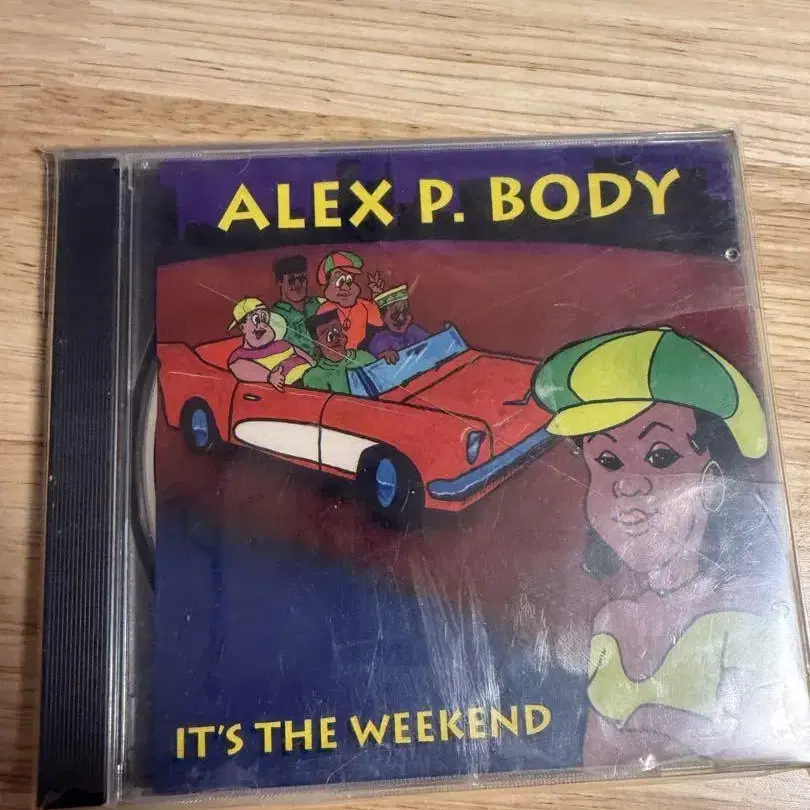 ALEX P. BODY
IT'S THE WEEKEND